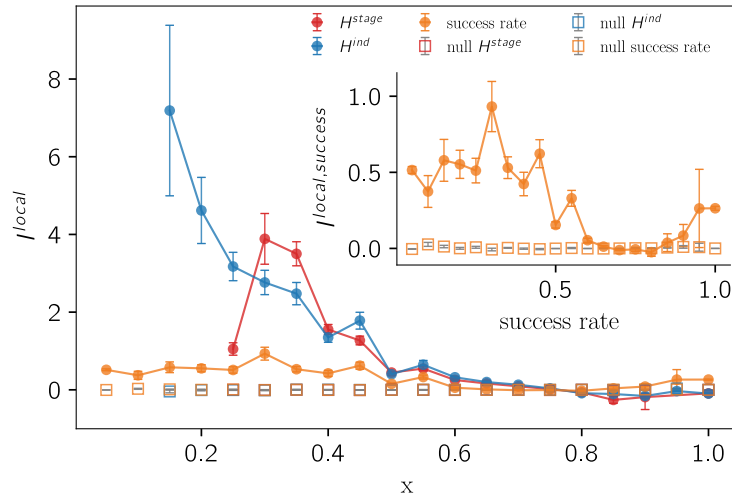 H^stage success rate null H^ind
H^ind null H^stage null success rate
8
6
4
2
0
I^local
0.2 0.4 0.6 0.8 1.0
x
1.0
0.5
0.0
I^local,success
0.5 1.0
success rate